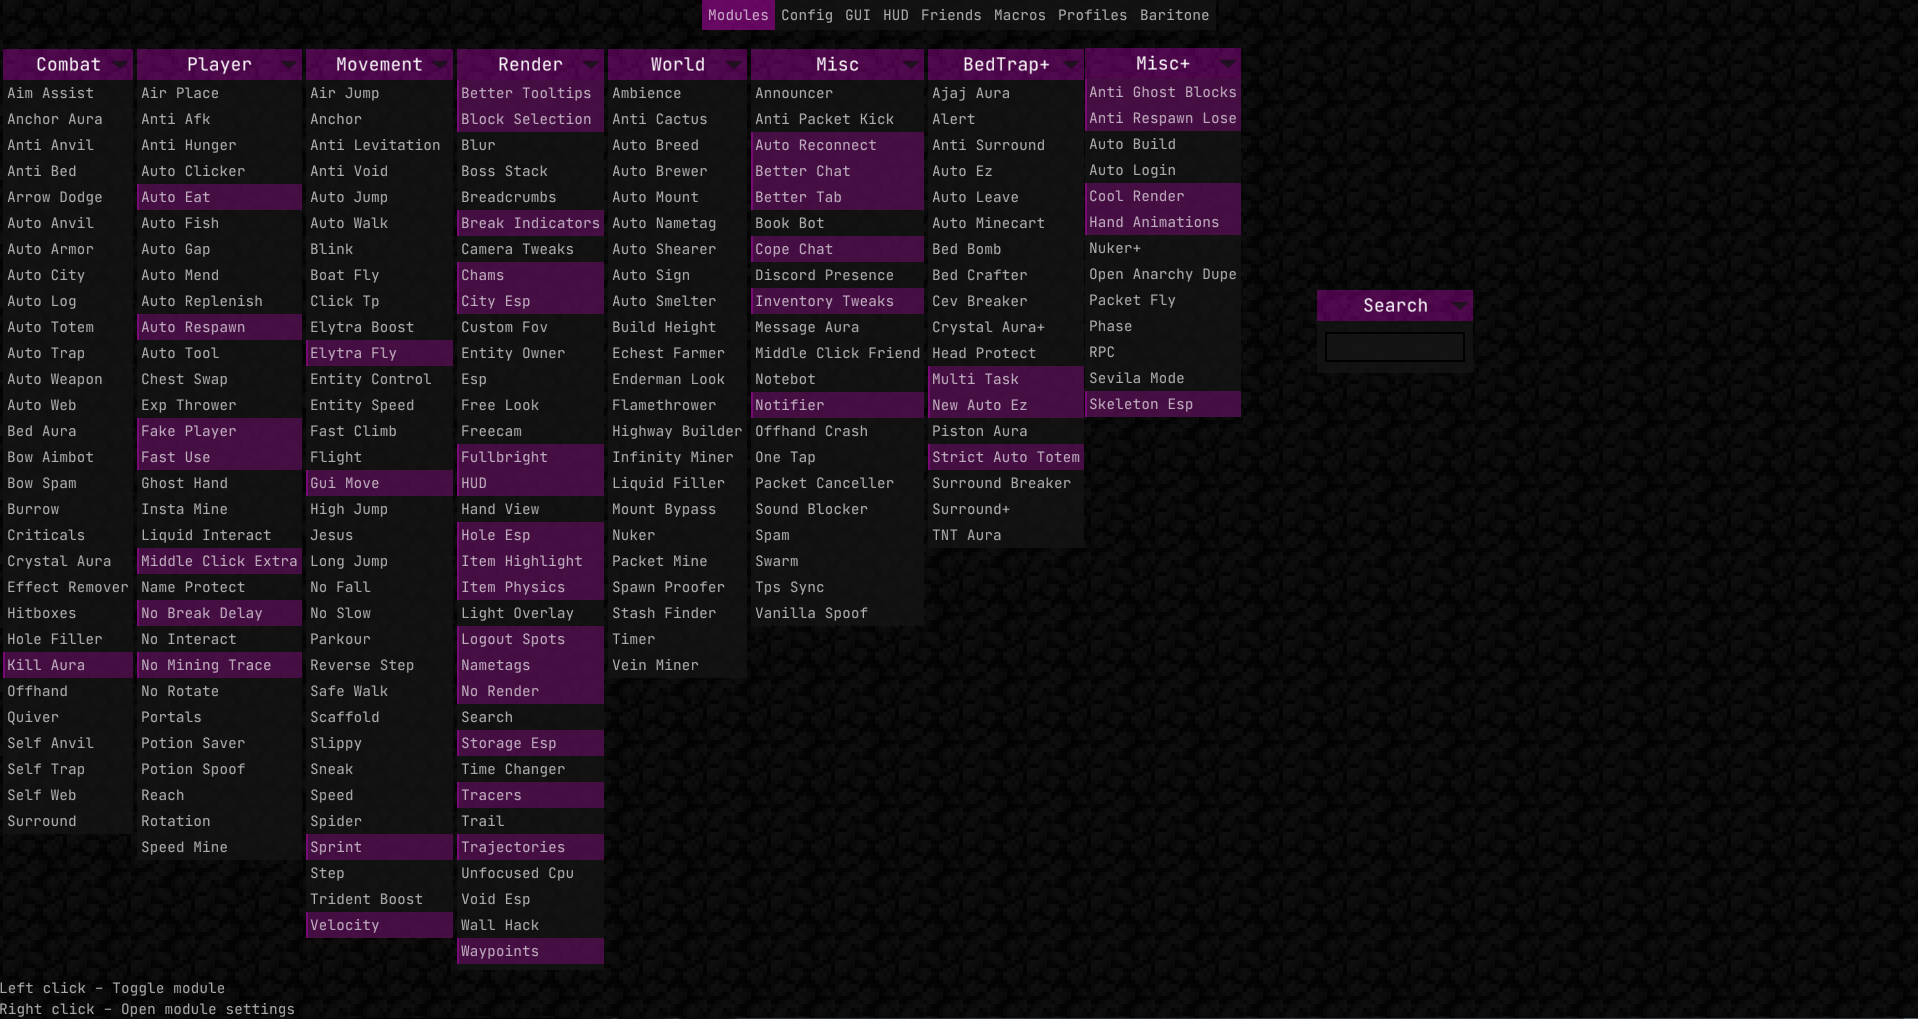 Modules Config GUI HUD Friends Macros Profiles Baritone
Combat
Aim Assist
Anchor Aura
Anti Anvil
Anti Bed
Arrow Dodge
Auto Anvil
Auto Armor
Auto City
Auto Log
Auto Totem
Auto Trap
Auto Weapon
Auto Web
Bed Aura
Bow Aimbot
Bow Spam
Burrow
Criticals
Crystal Aura
Effect Remover
Hitboxes
Hole Filler
Kill Aura
Offhand
Quiver
Self Anvil
Self Trap
Self Web
Surround
Player
Air Place
Anti Afk
Anti Hunger
Auto Clicker
Auto Eat
Auto Fish
Auto Gap
Auto Mend
Auto Replenish
Auto Respawn
Auto Tool
Chest Swap
Exp Thrower
Fake Player
Fast Use
Ghost Hand
Insta Mine
Liquid Interact
Middle Click Extra
Name Protect
No Break Delay
No Interact
No Mining Trace
No Rotate
Portals
Potion Saver
Potion Spoof
Reach
Rotation
Speed Mine
Movement
Air Jump
Anchor
Anti Levitation
Anti Void
Auto Jump
Auto Walk
Blink
Boat Fly
Click Tp
Elytra Boost
Elytra Fly
Entity Control
Entity Speed
Fast Climb
Flight
Gui Move
High Jump
Jesus
Long Jump
No Fall
No Slow
Parkour
Reverse Step
Safe Walk
Scaffold
Slippy
Sneak
Speed
Spider
Sprint
Step
Trident Boost
Velocity
Render
Better Tooltips
Block Selection
Blur
Boss Stack
Breadcrumbs
Break Indicators
Camera Tweaks
Chams
City Esp
Custom Fov
Entity Owner
Esp
Free Look
Freecam
Fullbright
HUD
Hand View
Hole Esp
Item Highlight
Item Physics
Light Overlay
Logout Spots
Nametags
No Render
Search
Storage Esp
Time Changer
Tracers
Trail
Trajectories
Unfocused Cpu
Void Esp
Wall Hack
Waypoints
World
Ambience
Anti Cactus
Auto Breed
Auto Brewer
Auto Mount
Auto Nametag
Auto Shearer
Auto Sign
Auto Smelter
Build Height
Echest Farmer
Enderman Look
Flamethrower
Highway Builder
Infinity Miner
Liquid Filler
Mount Bypass
Nuker
Packet Mine
Spawn Proofer
Stash Finder
Timer
Vein Miner
Misc
Announcer
Anti Packet Kick
Auto Reconnect
Better Chat
Better Tab
Book Bot
Cope Chat
Discord Presence
Inventory Tweaks
Message Aura
Middle Click Friend
Notebot
Notifier
Offhand Crash
One Tap
Packet Canceller
Sound Blocker
Spam
Swarm
Tps Sync
Vanilla Spoof
BedTrap+
Ajaj Aura
Alert
Anti Surround
Auto Ez
Auto Leave
Auto Minecart
Bed Bomb
Bed Crafter
Cev Breaker
Crystal Aura+
Head Protect
Multi Task
New Auto Ez
Piston Aura
Strict Auto Totem
Surround Breaker
Surround+
TNT Aura
Misc+
Anti Ghost Blocks
Anti Respawn Lose
Auto Build
Auto Login
Cool Render
Hand Animations
Nuker+
Open Anarchy Dupe
Packet Fly
Phase
RPC
Sevila Mode
Skeleton Esp
Search
Left click - Toggle module
Right click - Open module settings